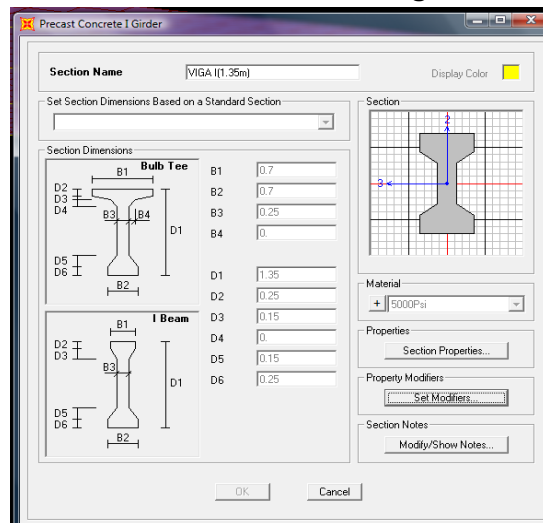 Precast Concrete I Girder
Section Name VIGA I(1.35m) Display Color
Set Section Dimensions Based on a Standard Section
Section
2
3
Section Dimensions
Bulb Tee
B1
D2
D3
D4
B3
B4
D1
D5
D6
B2
I Beam
B1
D2
D3
B3
D1
D5
D6
B2
B1 0.7
B2 0.7
B3 0.25
B4 0.
D1 1.35
D2 0.25
D3 0.15
D4 0.
D5 0.15
D6 0.25
Material
+ 5000Psi
Properties
Section Properties...
Property Modifiers
Set Modifiers...
Section Notes
Modify/Show Notes...
OK Cancel